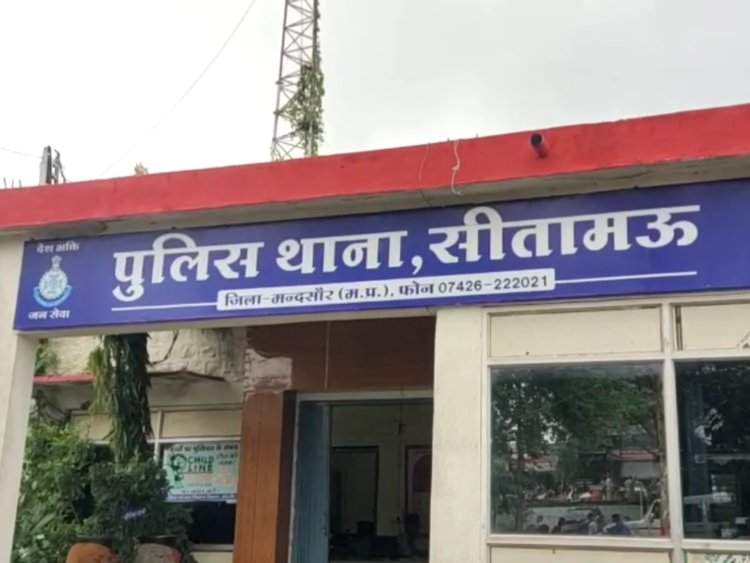 देश भक्ति
जन सेवा
पुलिस थाना, सीतामऊ
जिला-मन्दसौर (म.प्र.), फोन 07426-222021
CHILD
LINE